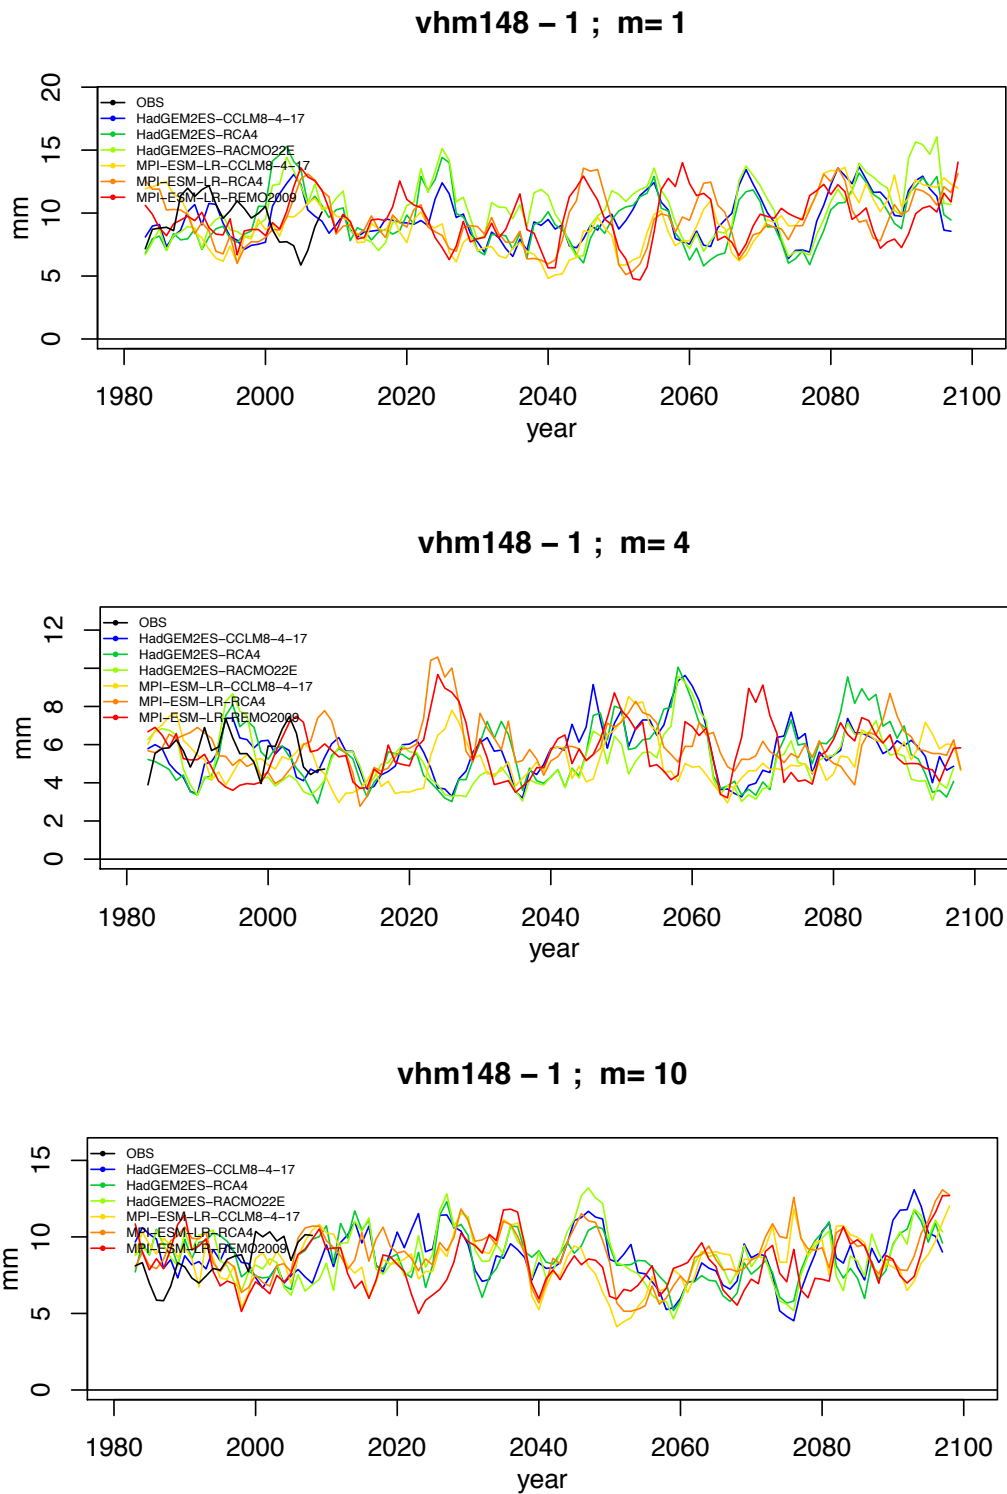 vhm148 − 1 ;  m= 1
20
15
10
5
0
mm
OBS
HadGEM2ES−CCLM8−4−17
HadGEM2ES−RCA4
HadGEM2ES−RACMO22E
MPI−ESM−LR−CCLM8−4−17
MPI−ESM−LR−RCA4
MPI−ESM−LR−REMO2009
1980 2000 2020 2040 2060 2080 2100
year
vhm148 − 1 ;  m= 4
12
8
6
4
2
0
mm
OBS
HadGEM2ES−CCLM8−4−17
HadGEM2ES−RCA4
HadGEM2ES−RACMO22E
MPI−ESM−LR−CCLM8−4−17
MPI−ESM−LR−RCA4
MPI−ESM−LR−REMO2009
1980 2000 2020 2040 2060 2080 2100
year
vhm148 − 1 ;  m= 10
15
10
5
0
mm
OBS
HadGEM2ES−CCLM8−4−17
HadGEM2ES−RCA4
HadGEM2ES−RACMO22E
MPI−ESM−LR−CCLM8−4−17
MPI−ESM−LR−RCA4
MPI−ESM−LR−REMO2009
1980 2000 2020 2040 2060 2080 2100
year